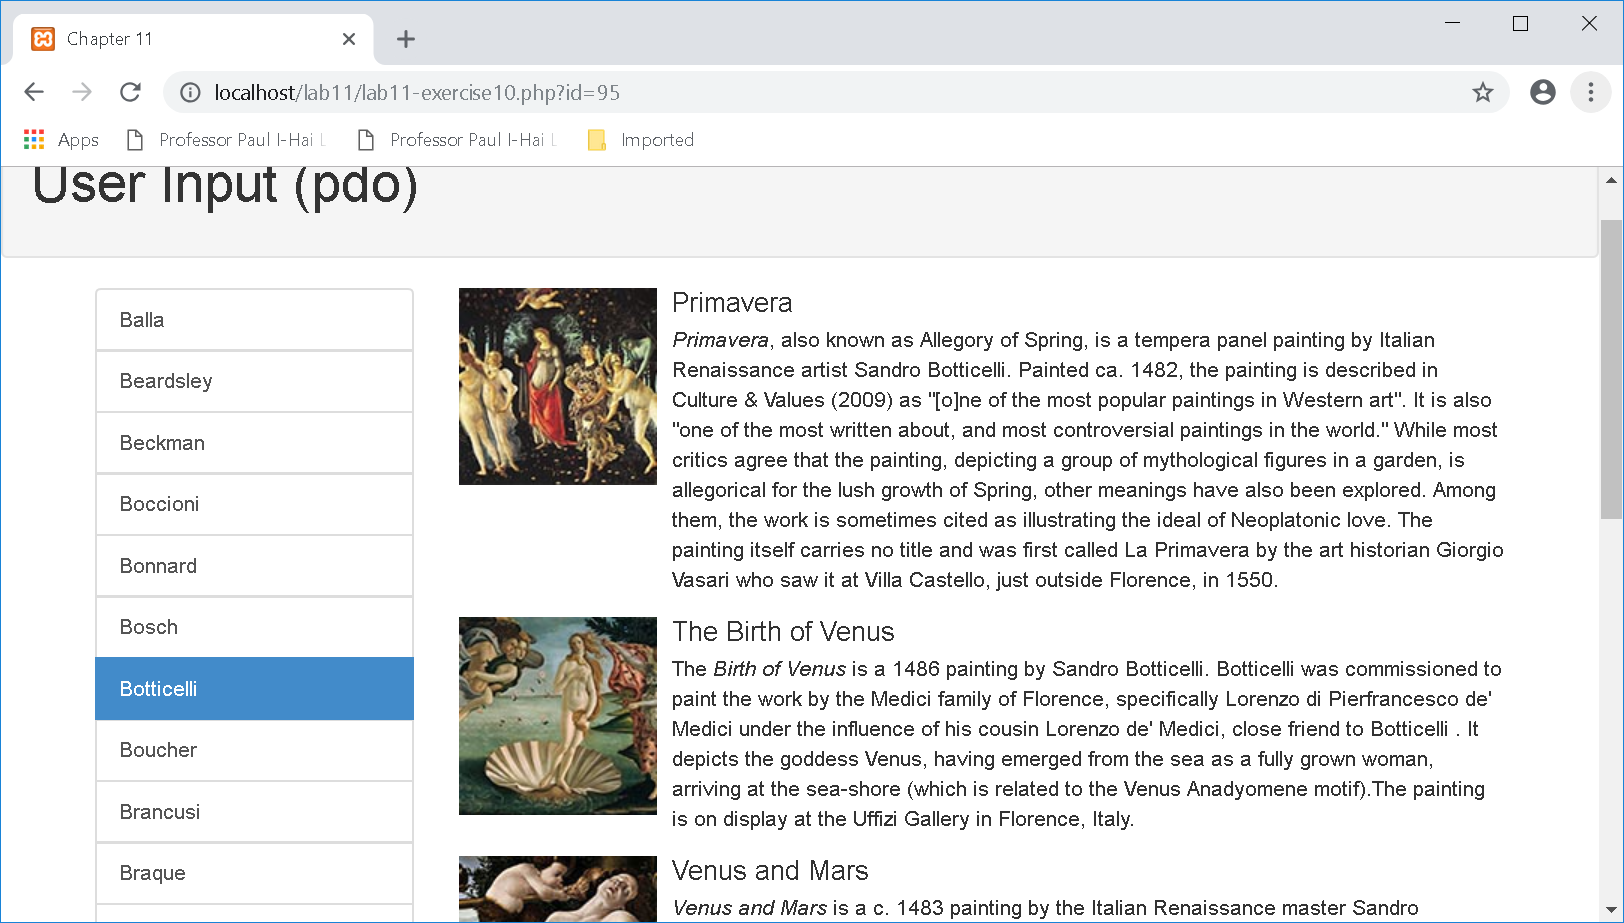 Chapter 11
localhost/lab11/lab11-exercise10.php?id=95
Apps
Professor Paul I-Hai
Professor Paul I-Hai
Imported
User Input (pdo)
Balla
Beardsley
Beckman
Boccioni
Bonnard
Bosch
Botticelli
Boucher
Brancusi
Braque
Primavera
Primavera, also known as Allegory of Spring, is a tempera panel painting by Italian
Renaissance artist Sandro Botticelli. Painted ca. 1482, the painting is described in
Culture & Values (2009) as "[o]ne of the most popular paintings in Western art". It is also
"one of the most written about, and most controversial paintings in the world." While most
critics agree that the painting, depicting a group of mythological figures in a garden, is
allegorical for the lush growth of Spring, other meanings have also been explored. Among
them, the work is sometimes cited as illustrating the ideal of Neoplatonic love. The
painting itself carries no title and was first called La Primavera by the art historian Giorgio
Vasari who saw it at Villa Castello, just outside Florence, in 1550.
The Birth of Venus
The Birth of Venus is a 1486 painting by Sandro Botticelli. Botticelli was commissioned to
paint the work by the Medici family of Florence, specifically Lorenzo di Pierfrancesco de'
Medici under the influence of his cousin Lorenzo de' Medici, close friend to Botticelli . It
depicts the goddess Venus, having emerged from the sea as a fully grown woman,
arriving at the sea-shore (which is related to the Venus Anadyomene motif).The painting
is on display at the Uffizi Gallery in Florence, Italy.
Venus and Mars
Venus and Mars is a c. 1483 painting by the Italian Renaissance master Sandro